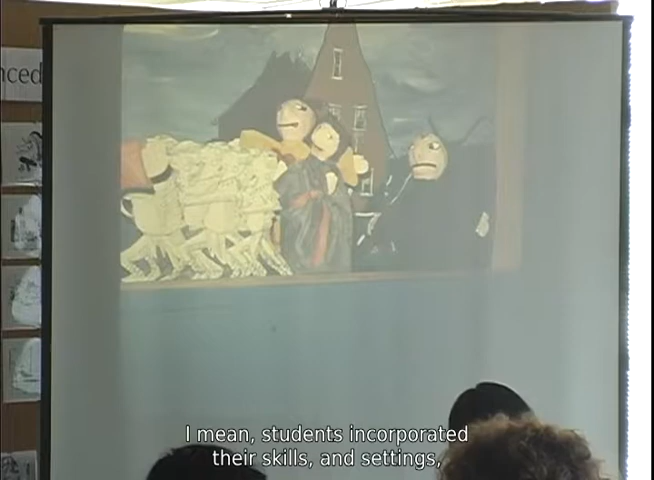 nced
I mean, students incorporated
their skills, and settings,